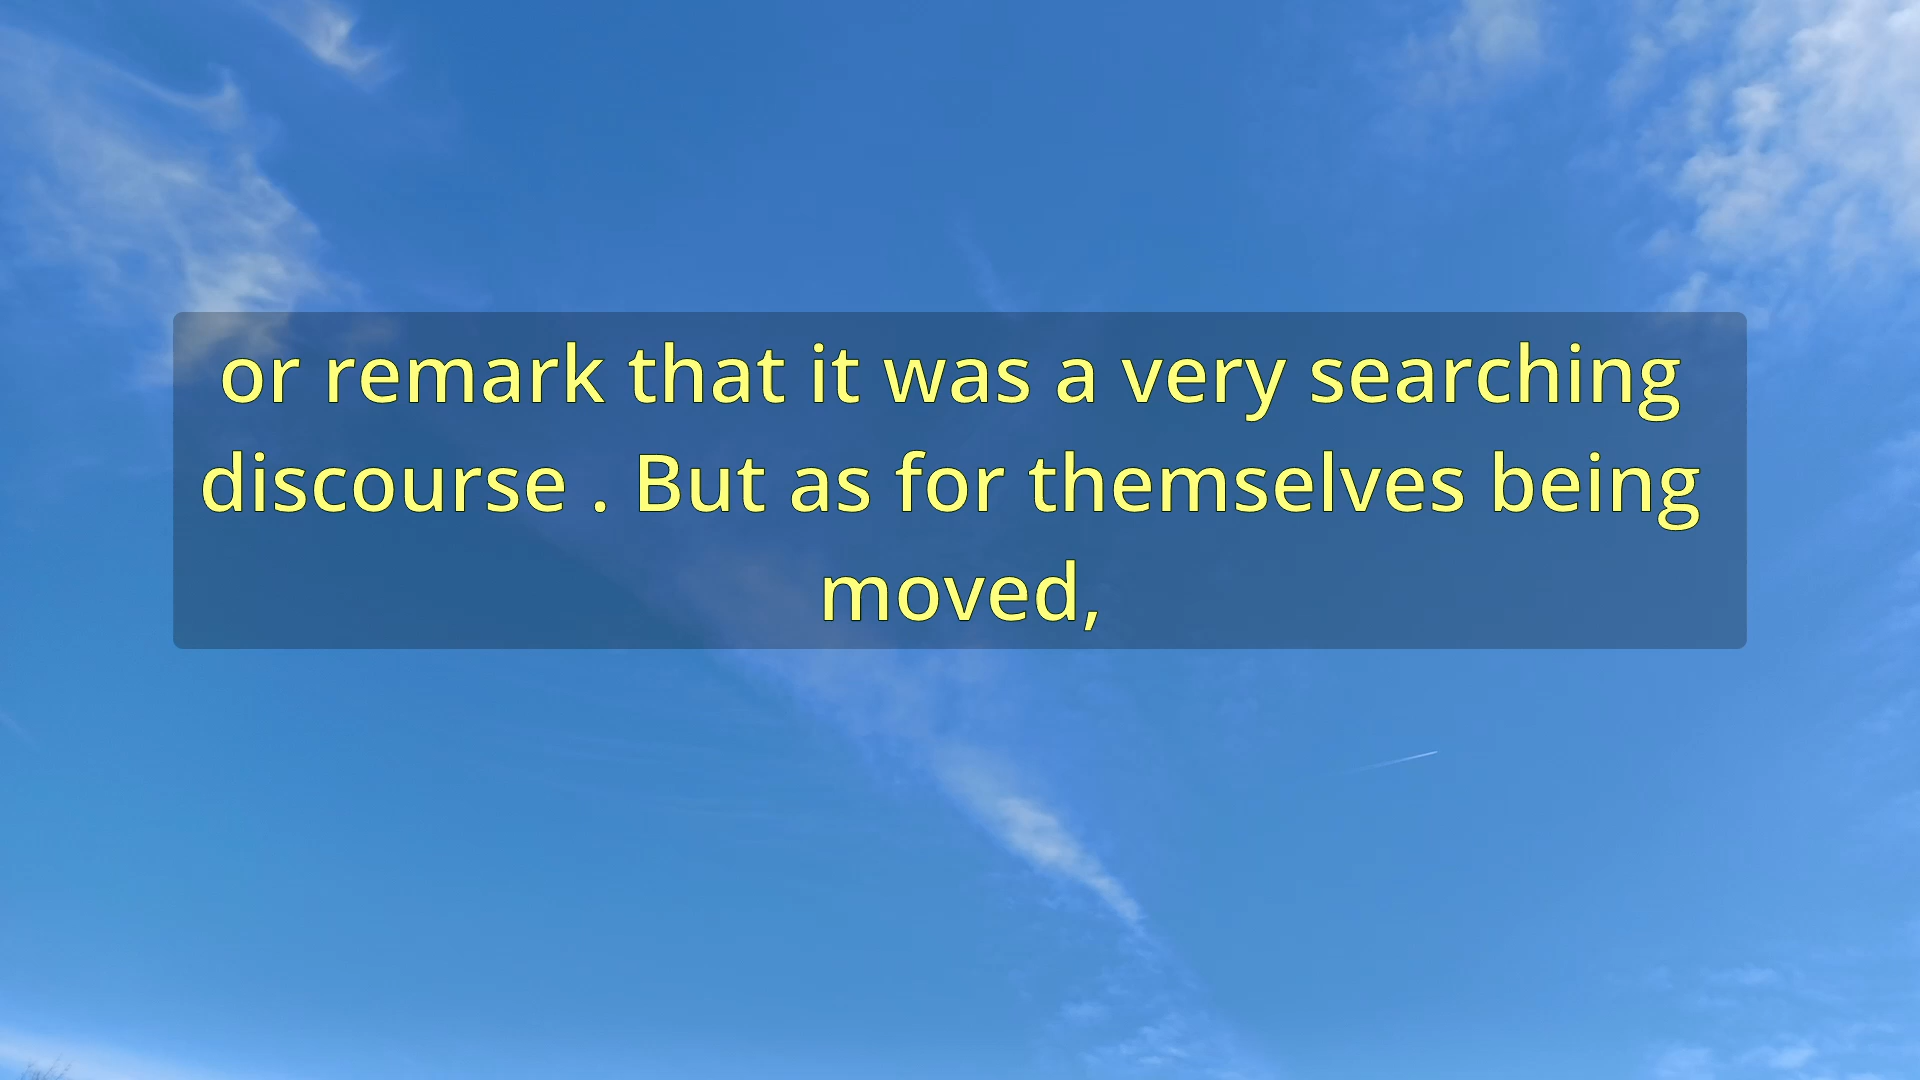 or remark that it was a very searching
discourse . But as for themselves being
moved,